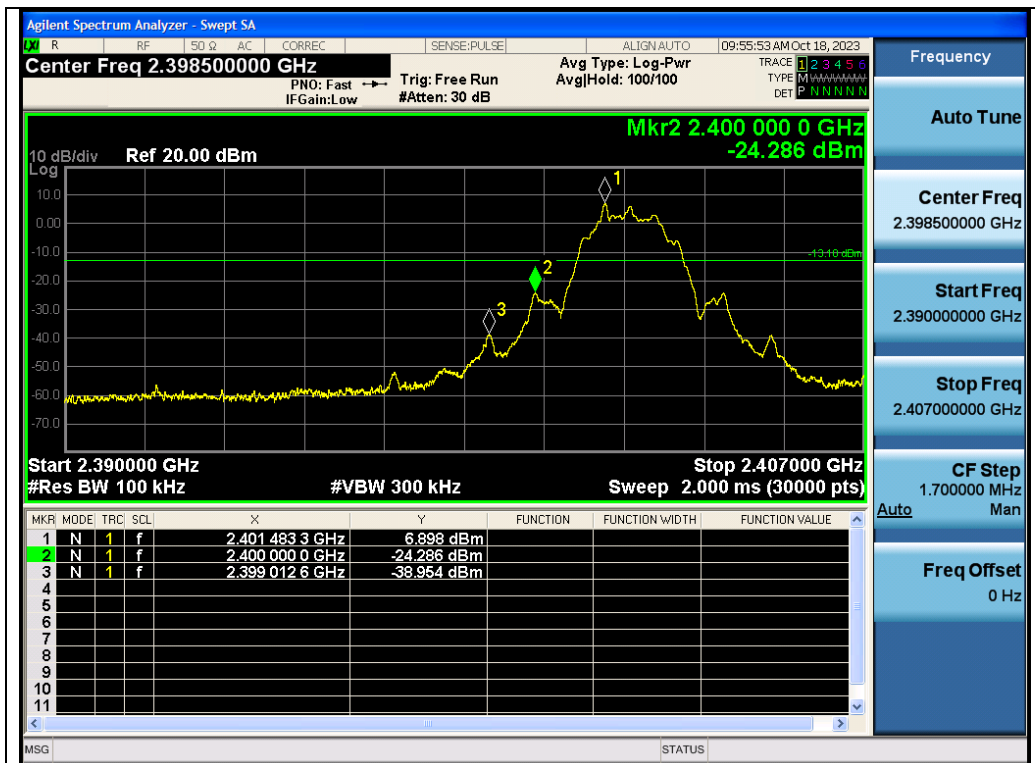 Agilent Spectrum Analyzer - Swept SA
LXI R RF 50 Ω AC CORREC SENSE:PULSE ALIGN AUTO 09:55:53 AM Oct 18, 2023
Center Freq 2.398500000 GHz
PNO: Fast
IFGain:Low
Trig: Free Run
#Atten: 30 dB
Avg Type: Log-Pwr
Avg|Hold: 100/100
TRACE 1 2 3 4 5 6
TYPE M
DET P N N N N N
Mkr2 2.400 000 0 GHz
-24.286 dBm
10 dB/div Ref 20.00 dBm
Log
10.0
0.00
-10.0
-20.0
-30.0
-40.0
-50.0
-60.0
-70.0
1
2
3
-13.10 dBm
Start 2.390000 GHz Stop 2.407000 GHz
#Res BW 100 kHz #VBW 300 kHz Sweep 2.000 ms (30000 pts)
MKR MODE TRC SCL X Y FUNCTION FUNCTION WIDTH FUNCTION VALUE
1 N 1 f 2.401 483 3 GHz 6.898 dBm
2 N 1 f 2.400 000 0 GHz -24.286 dBm
3 N 1 f 2.399 012 6 GHz -38.954 dBm
4
5
6
7
8
9
10
11
MSG STATUS
Frequency
Auto Tune
Center Freq
2.398500000 GHz
Start Freq
2.390000000 GHz
Stop Freq
2.407000000 GHz
CF Step
1.700000 MHz
Auto Man
Freq Offset
0 Hz